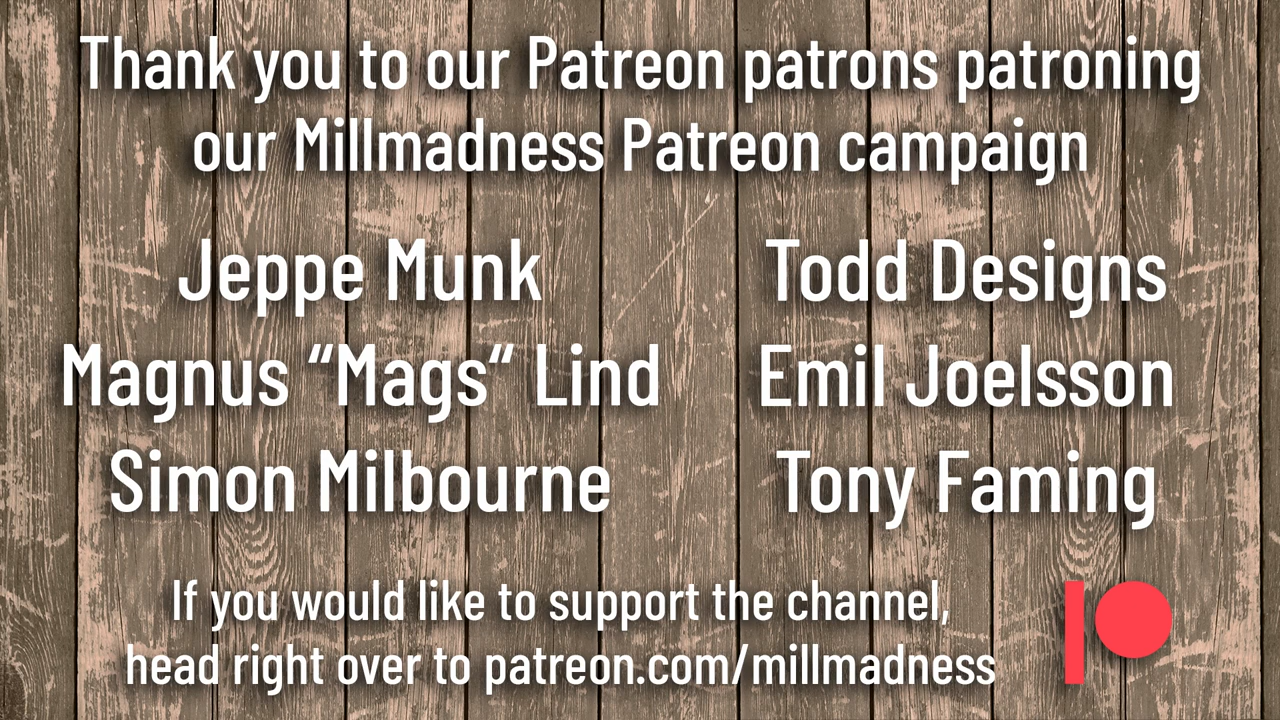 Thank you to our Patreon patrons patroning
our Millmadness Patreon campaign
Jeppe Munk
Magnus “Mags“ Lind
Simon Milbourne
Todd Designs
Emil Joelsson
Tony Faming
If you would like to support the channel,
head right over to patreon.com/millmadness